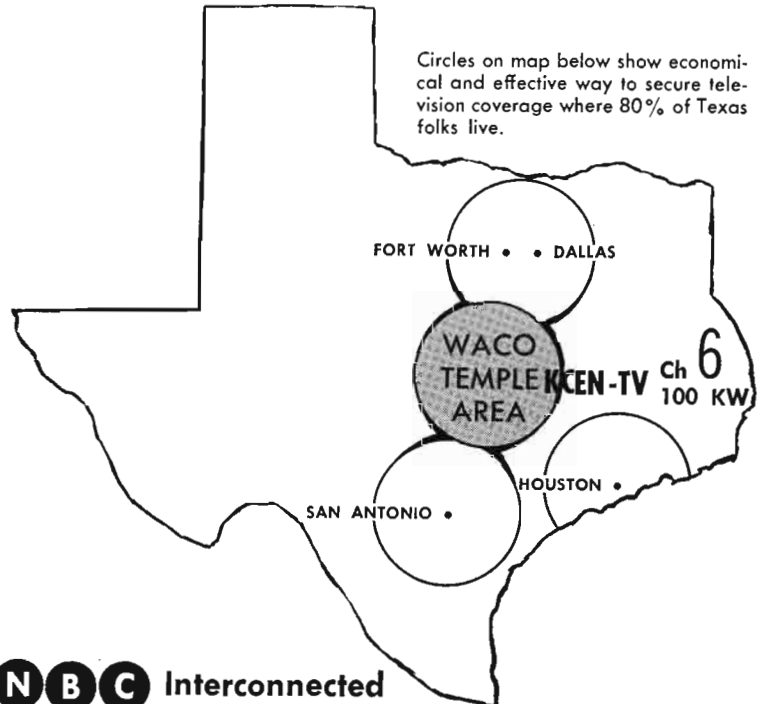 Circles on map below show economi-
cal and effective way to secure tele-
vision coverage where 80% of Texas
folks live.
FORT WORTH • • DALLAS
WACO
TEMPLE
AREA
KCEN-TV Ch 6
100 KW
HOUSTON •
SAN ANTONIO •
NBC Interconnected